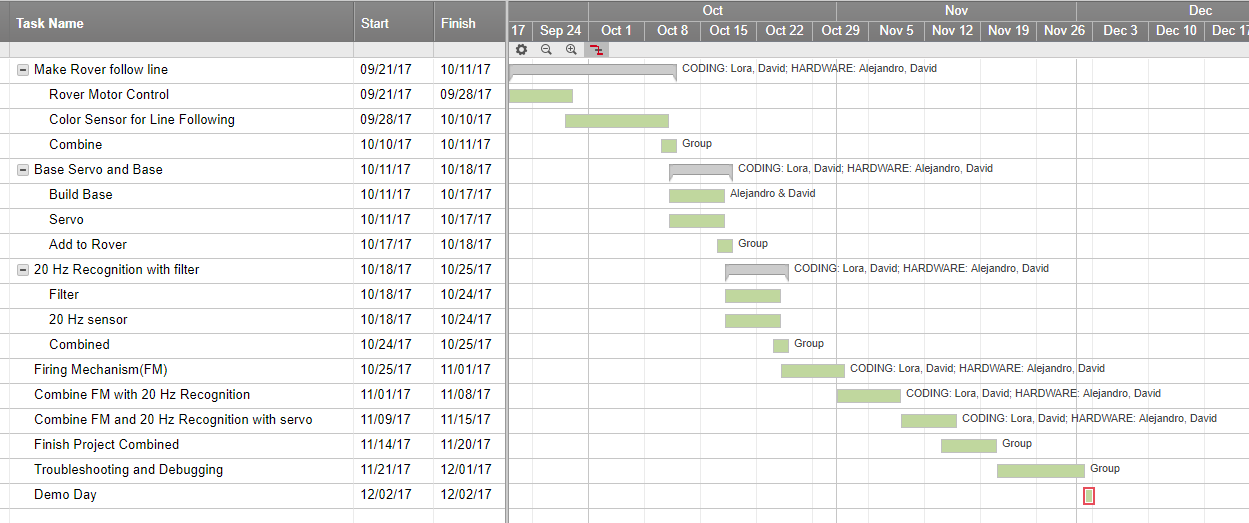 Task Name Start Finish Oct Nov Dec
17 Sep 24 Oct 1 Oct 8 Oct 15 Oct 22 Oct 29 Nov 5 Nov 12 Nov 19 Nov 26 Dec 3 Dec 10 Dec 17
Make Rover follow line 09/21/17 10/11/17 CODING: Lora, David; HARDWARE: Alejandro, David
Rover Motor Control 09/21/17 09/28/17
Color Sensor for Line Following 09/28/17 10/10/17
Combine 10/10/17 10/11/17 Group
Base Servo and Base 10/11/17 10/18/17 CODING: Lora, David; HARDWARE: Alejandro, David
Build Base 10/11/17 10/17/17 Alejandro & David
Servo 10/11/17 10/17/17
Add to Rover 10/17/17 10/18/17 Group
20 Hz Recognition with filter 10/18/17 10/25/17 CODING: Lora, David; HARDWARE: Alejandro, David
Filter 10/18/17 10/24/17
20 Hz sensor 10/18/17 10/24/17
Combined 10/24/17 10/25/17 Group
Firing Mechanism(FM) 10/25/17 11/01/17 CODING: Lora, David; HARDWARE: Alejandro, David
Combine FM with 20 Hz Recognition 11/01/17 11/08/17 CODING: Lora, David; HARDWARE: Alejandro, David
Combine FM and 20 Hz Recognition with servo 11/09/17 11/15/17 CODING: Lora, David; HARDWARE: Alejandro, David
Finish Project Combined 11/14/17 11/20/17 Group
Troubleshooting and Debugging 11/21/17 12/01/17 Group
Demo Day 12/02/17 12/02/17